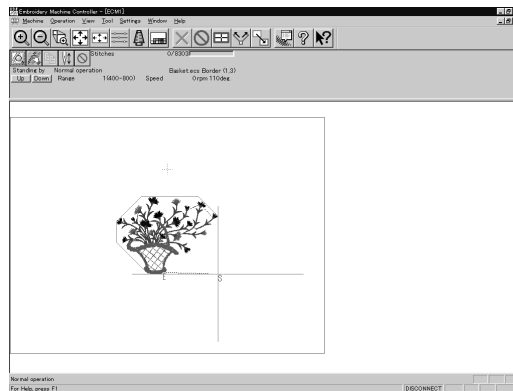 Embroidery Machine Controller - [ECM1]
Machine Operation View Tool Settings Window Help
Stitches 0/8303
Standing by Normal operation Basket.ecs Border (1,3)
Up Down Range 1(400-800) Speed 0rpm 110deg
E S
Normal operation
For Help, press F1 DISCONNECT